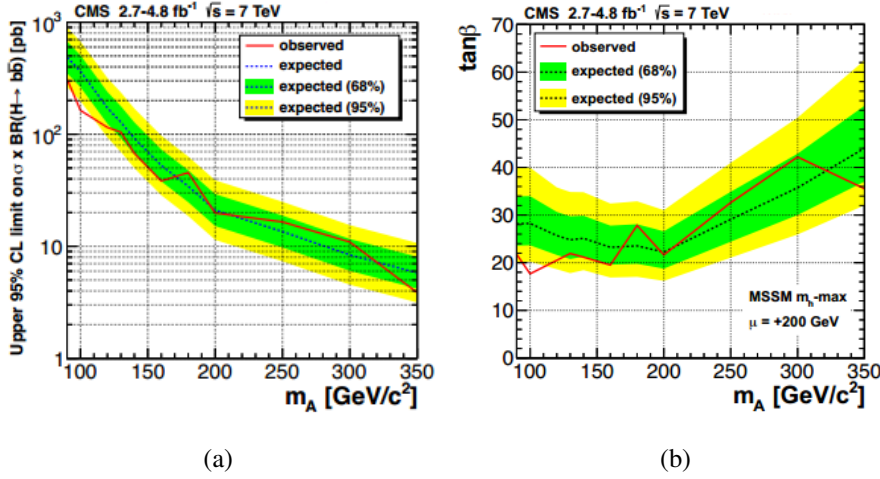 CMS 2.7-4.8 fb⁻¹ √s = 7 TeV
Upper 95% CL limit on σ x BR(H→ bb̅) [pb]
10³
10²
10
1
observed
expected
expected (68%)
expected (95%)
100 150 200 250 300 350
m_A [GeV/c²]
(a)
CMS 2.7-4.8 fb⁻¹ √s = 7 TeV
tanβ
70
60
50
40
30
20
10
0
observed
expected (68%)
expected (95%)
MSSM m_h-max
μ = +200 GeV
100 150 200 250 300 350
m_A [GeV/c²]
(b)